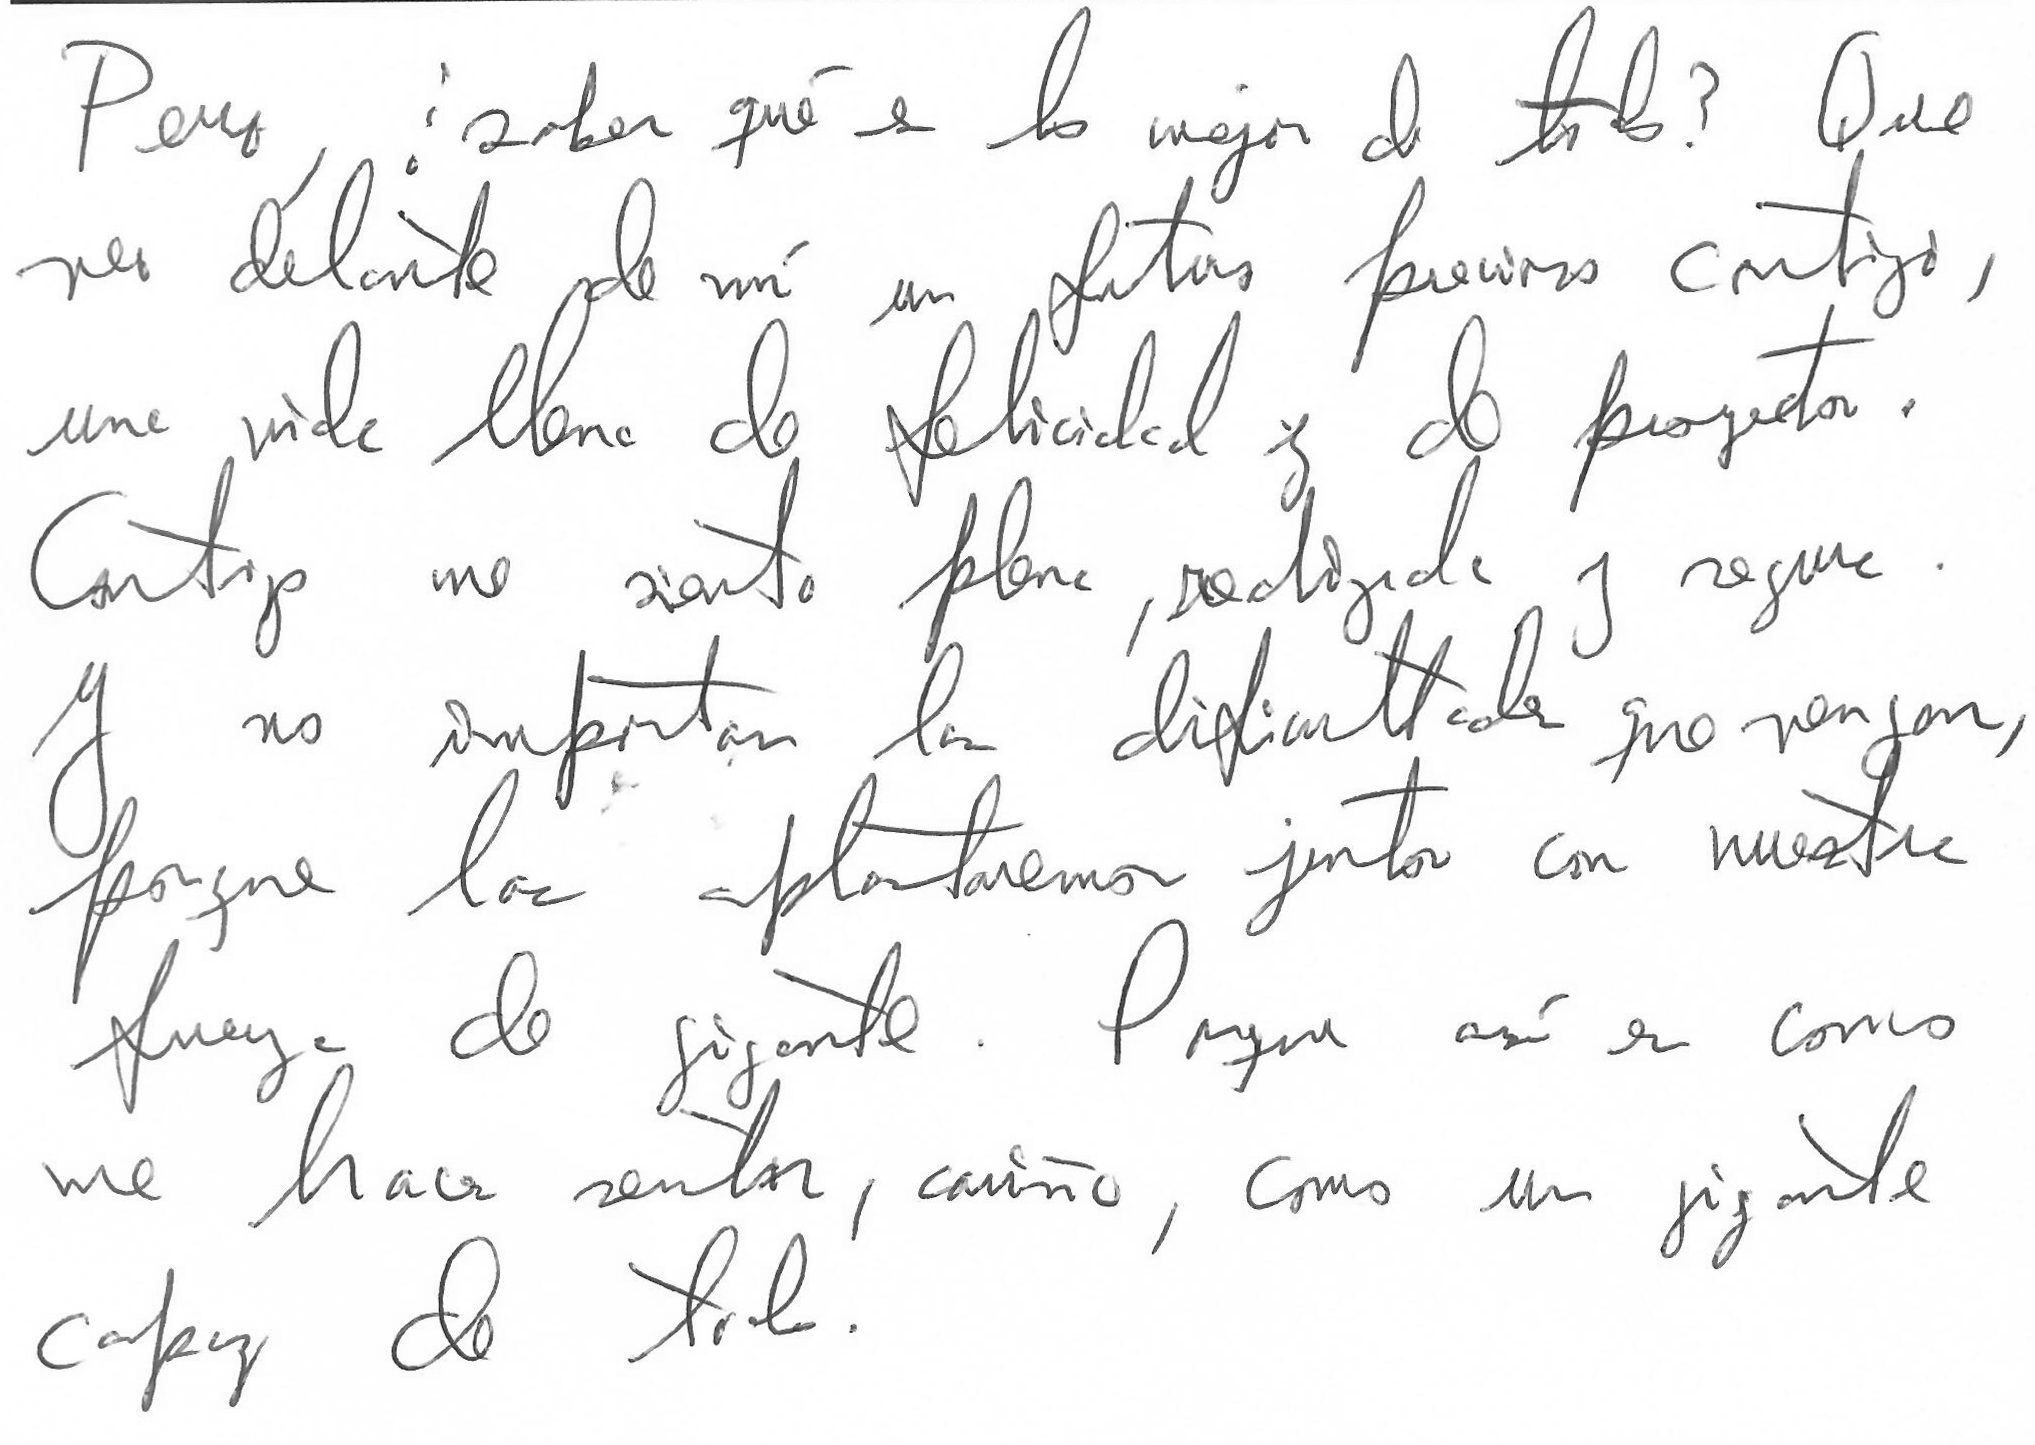 Pero, ¿sabes qué es lo mejor de todo? Que
veo delante de mí un futuro precioso contigo,
una vida llena de felicidad y de proyectos.
Contigo me siento plena, realizada y segura.
Y no importan las dificultades que vengan,
porque las aplastaremos juntos con nuestra
fuerza de gigante. Porque así es como
me haces sentir, cariño, como un gigante
capaz de todo.